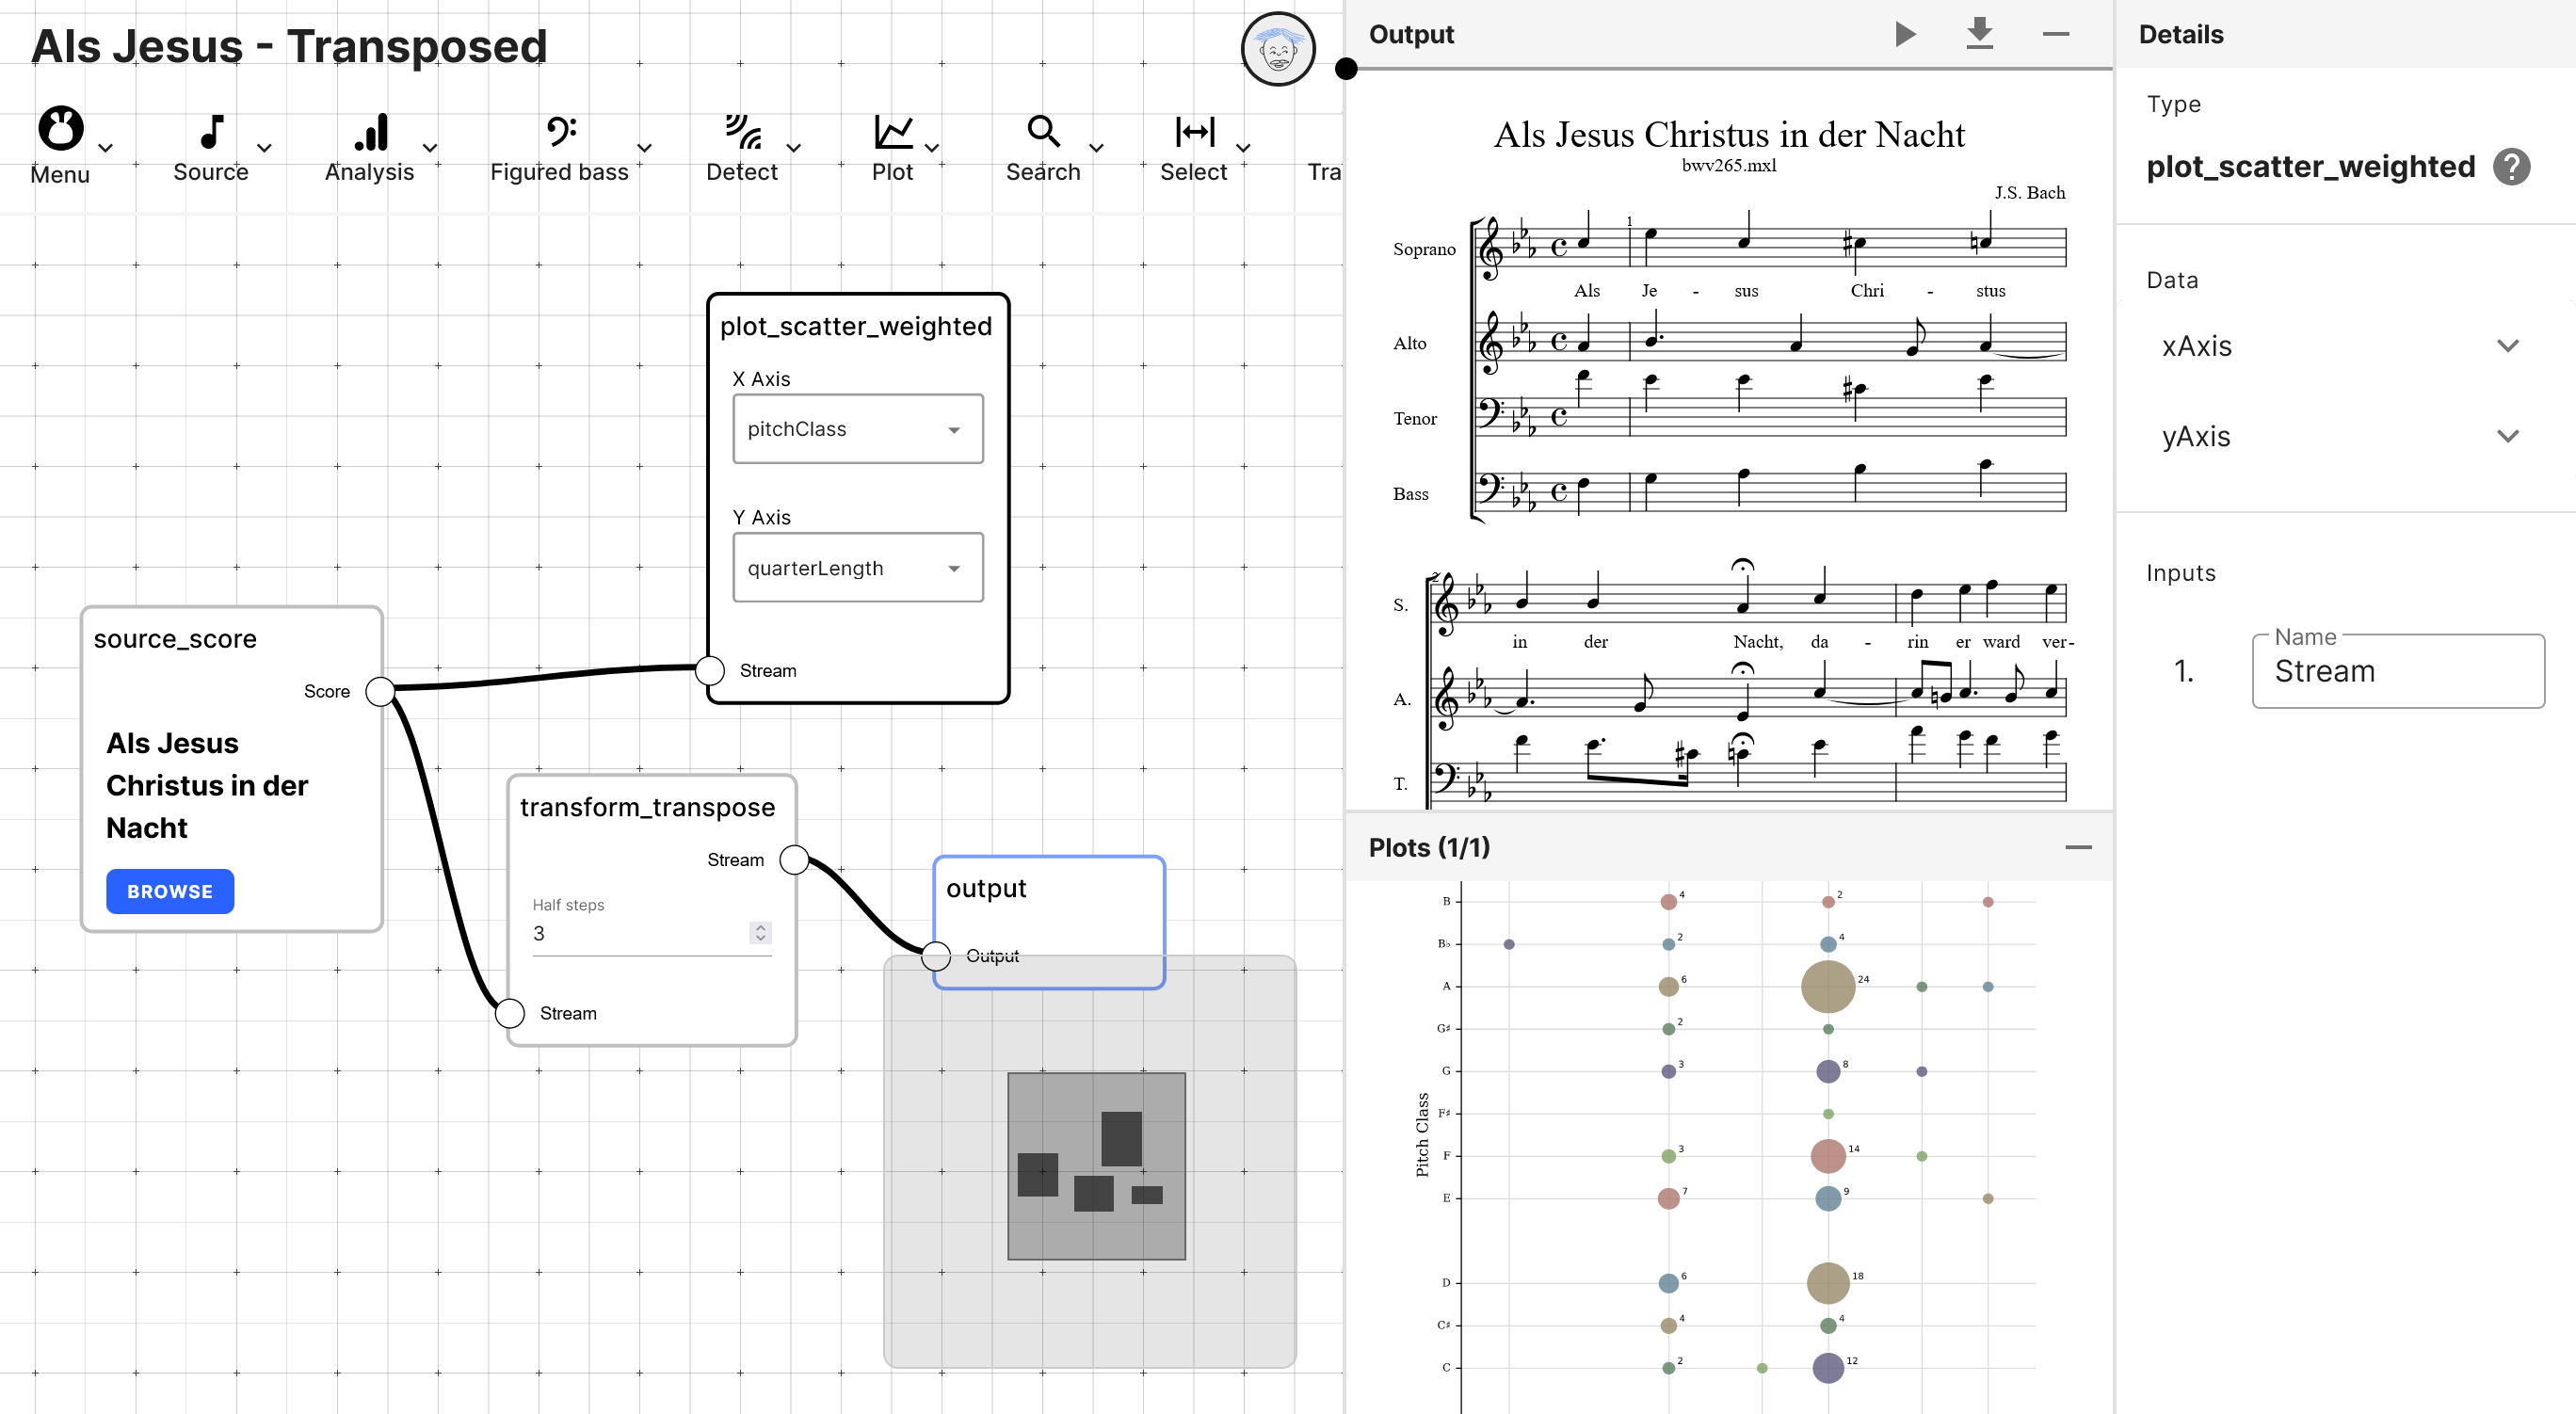 Als Jesus - Transposed
Menu
Source
Analysis
Figured bass
Detect
Plot
Search
Select
Tra
plot_scatter_weighted
X Axis
pitchClass
Y Axis
quarterLength
Stream
source_score
Score
Als Jesus
Christus in der
Nacht
BROWSE
transform_transpose
Stream
Half steps
3
Stream
output
Output
Output
Als Jesus Christus in der Nacht
bwv265.mxl
J.S. Bach
1
Soprano
Als Je - sus Chri - stus
Alto
Tenor
Bass
2
S.
in der Nacht, da - rin er ward ver-
A.
T.
Plots (1/1)
Pitch Class
B 4 2
B♭ 2 4
A 6 24
G♯ 2
G 3 8
F♯
F 3 14
E 7 9
D 6 18
C♯ 4 4
C 2 12
Details
Type
plot_scatter_weighted ?
Data
xAxis
yAxis
Inputs
Name
1. Stream